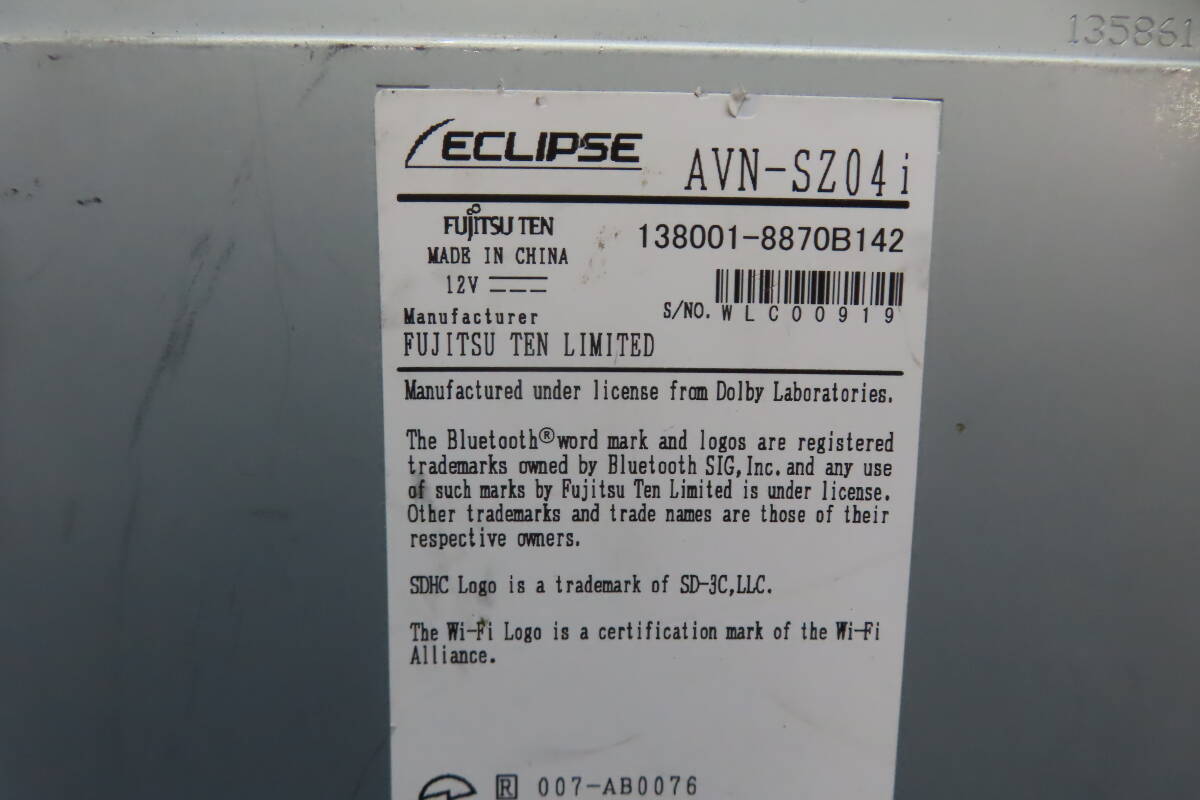 135861
ECLIPSE AVN-SZ04i
FUJITSU TEN
138001-8870B142
MADE IN CHINA
12V
S/NO. WLC00919
Manufacturer
FUJITSU TEN LIMITED
Manufactured under license from Dolby Laboratories.
The Bluetooth® word mark and logos are registered
trademarks owned by Bluetooth SIG, Inc. and any use
of such marks by Fujitsu Ten Limited is under license.
Other trademarks and trade names are those of their
respective owners.
SDHC Logo is a trademark of SD-3C, LLC.
The Wi-Fi Logo is a certification mark of the Wi-Fi
Alliance.
R 007-AB0076